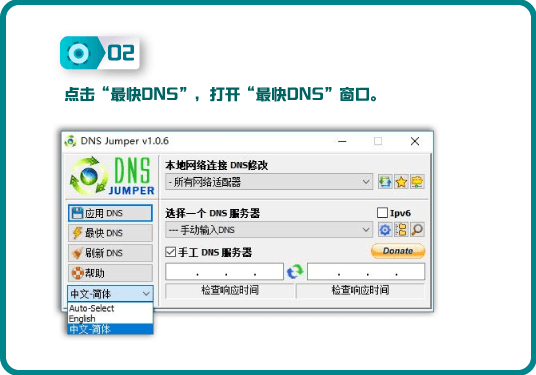 02
点击“最快DNS”，打开“最快DNS”窗口。
DNS Jumper v1.0.6
DNS
JUMPER
本地网络连接 DNS修改
- 所有网络适配器
应用 DNS
选择一个 DNS 服务器
Ipv6
最快 DNS
--- 手动输入DNS
刷新 DNS
手工 DNS 服务器
Donate
帮助
. . .
. . .
中文-简体
检查响应时间
检查响应时间
Auto-Select
English
中文-简体